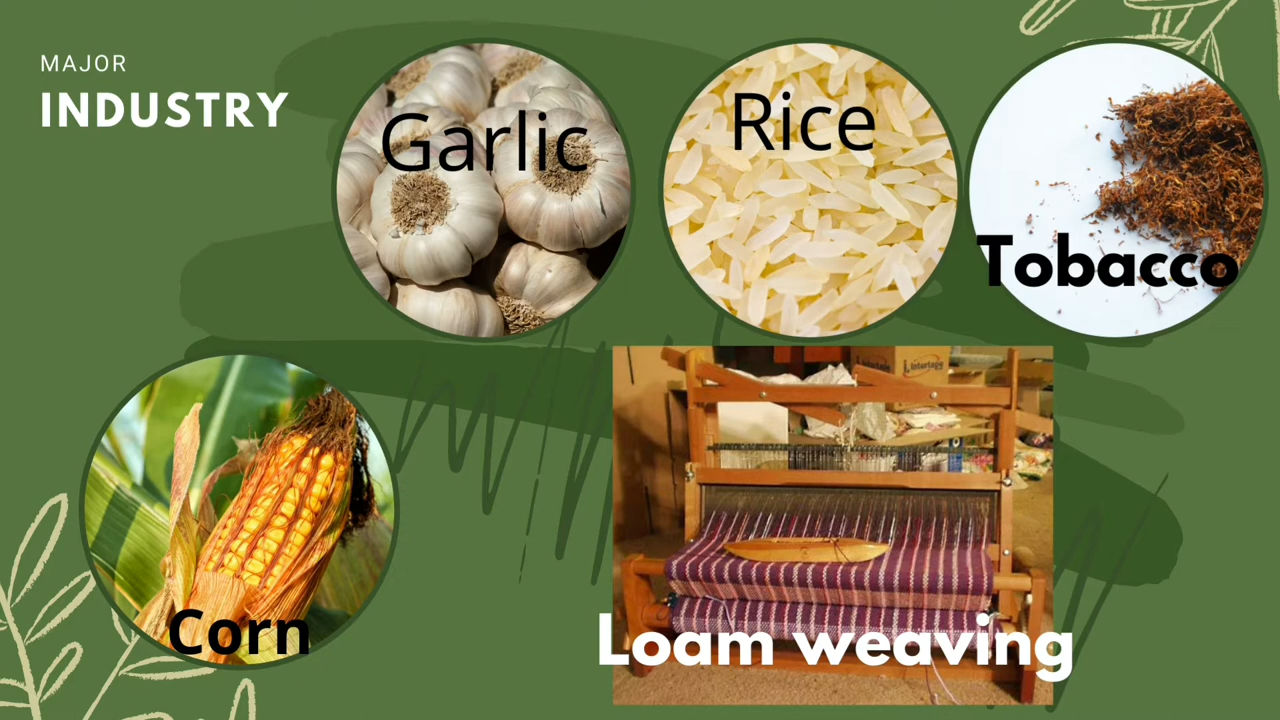 MAJOR
INDUSTRY
Garlic
Rice
Tobacco
Corn
Loam weaving